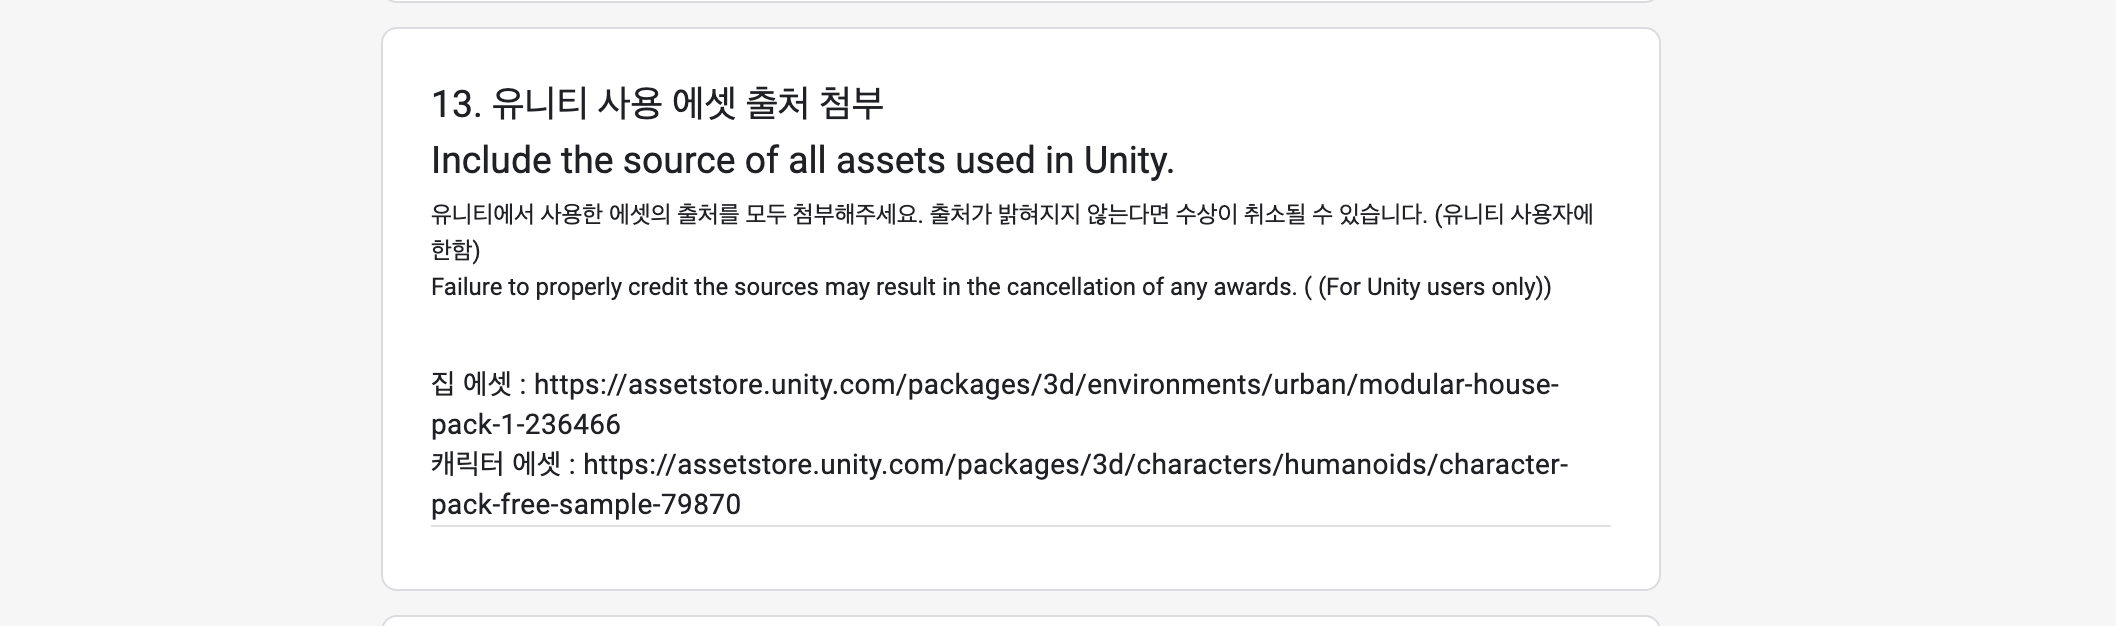 13. 유니티 사용 에셋 출처 첨부
Include the source of all assets used in Unity.
유니티에서 사용한 에셋의 출처를 모두 첨부해주세요. 출처가 밝혀지지 않는다면 수상이 취소될 수 있습니다. (유니티 사용자에
한함)
Failure to properly credit the sources may result in the cancellation of any awards. ( (For Unity users only))
집 에셋 : https://assetstore.unity.com/packages/3d/environments/urban/modular-house-
pack-1-236466
캐릭터 에셋 : https://assetstore.unity.com/packages/3d/characters/humanoids/character-
pack-free-sample-79870